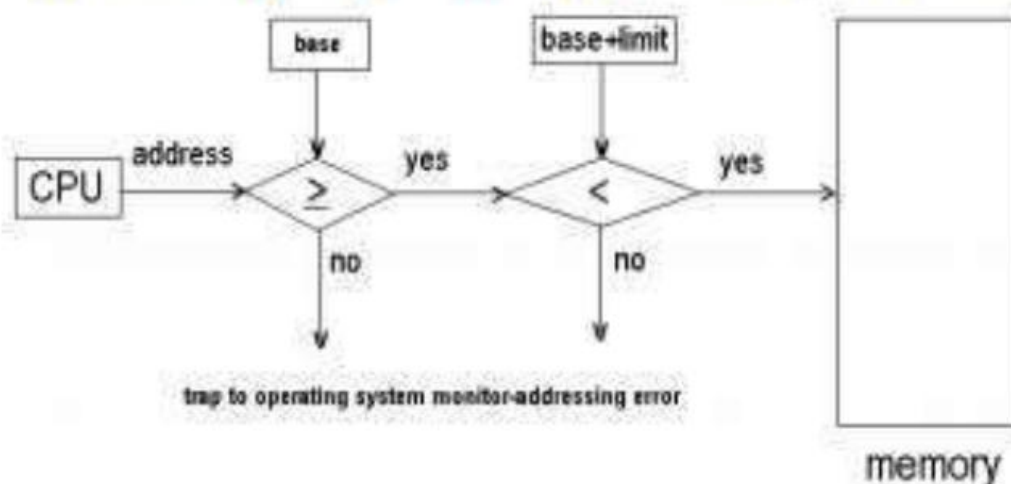 base
base+limit
CPU
address
≥
yes
<
yes
no
no
trap to operating system monitor-addressing error
memory